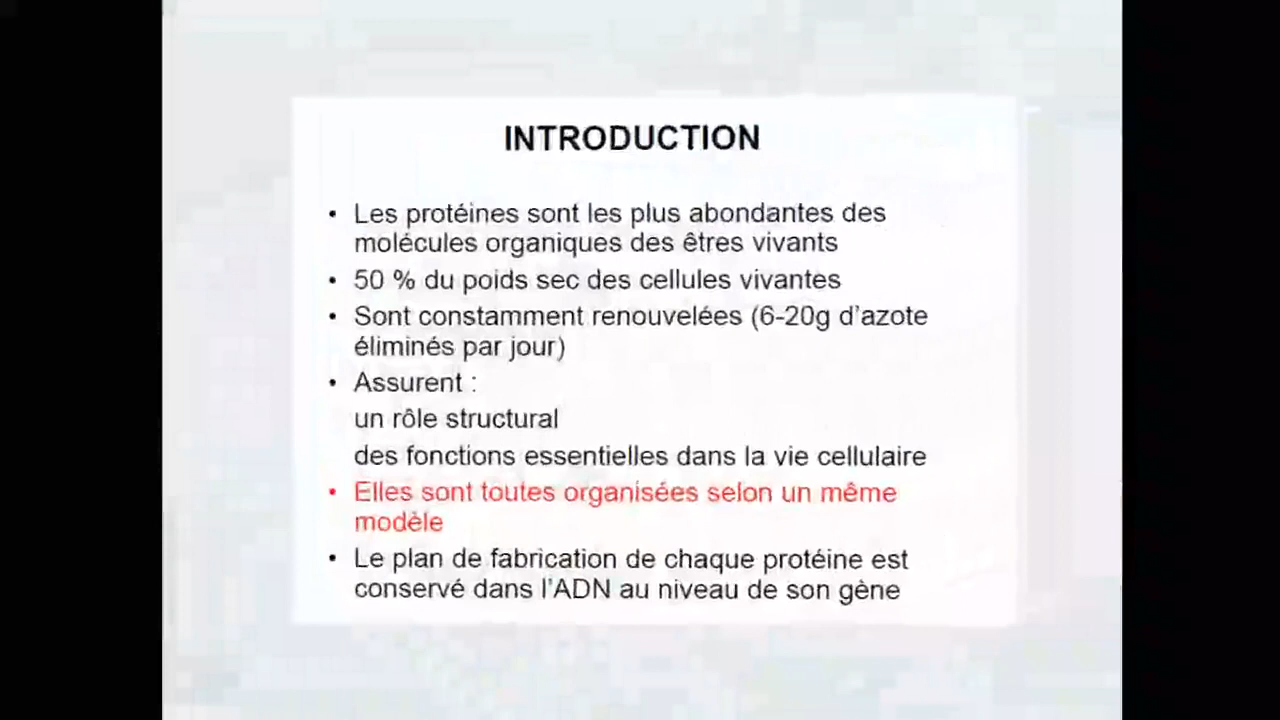 INTRODUCTION
• Les protéines sont les plus abondantes des
molécules organiques des êtres vivants
• 50 % du poids sec des cellules vivantes
• Sont constamment renouvelées (6-20g d'azote
éliminés par jour)
• Assurent :
un rôle structural
des fonctions essentielles dans la vie cellulaire
• Elles sont toutes organisées selon un même
modèle
• Le plan de fabrication de chaque protéine est
conservé dans l'ADN au niveau de son gène